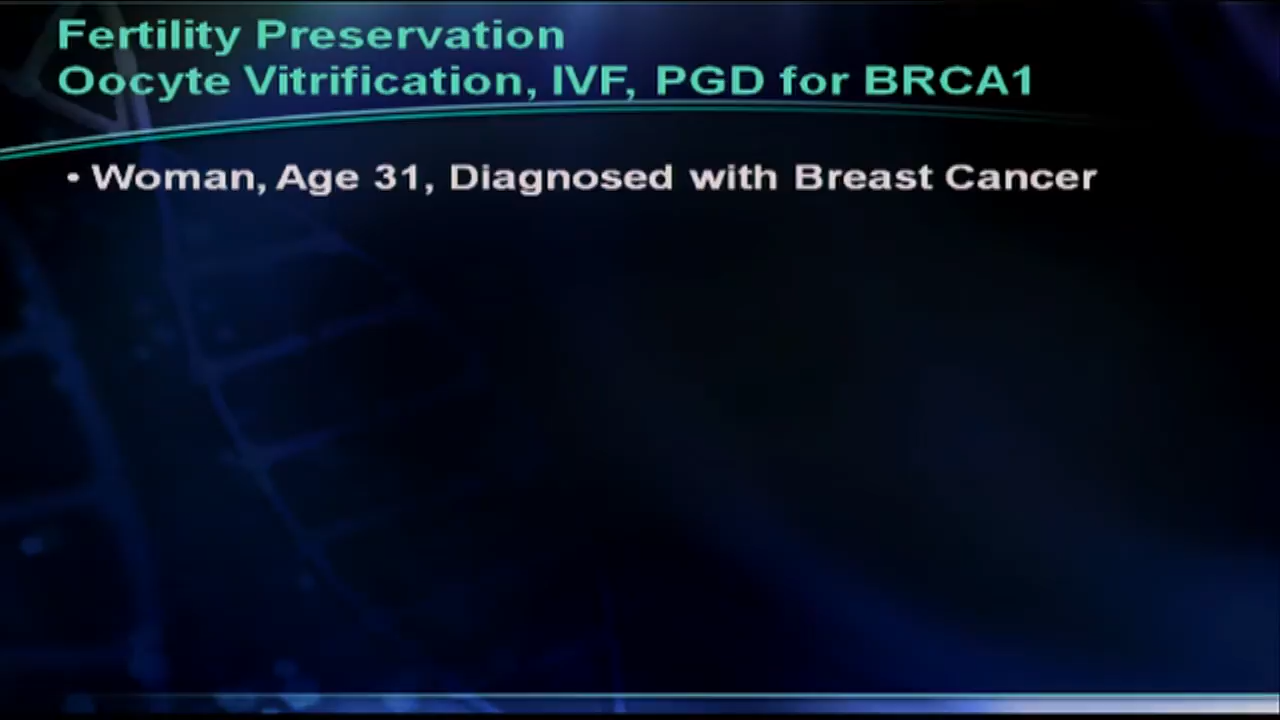 Fertility Preservation
Oocyte Vitrification, IVF, PGD for BRCA1
• Woman, Age 31, Diagnosed with Breast Cancer